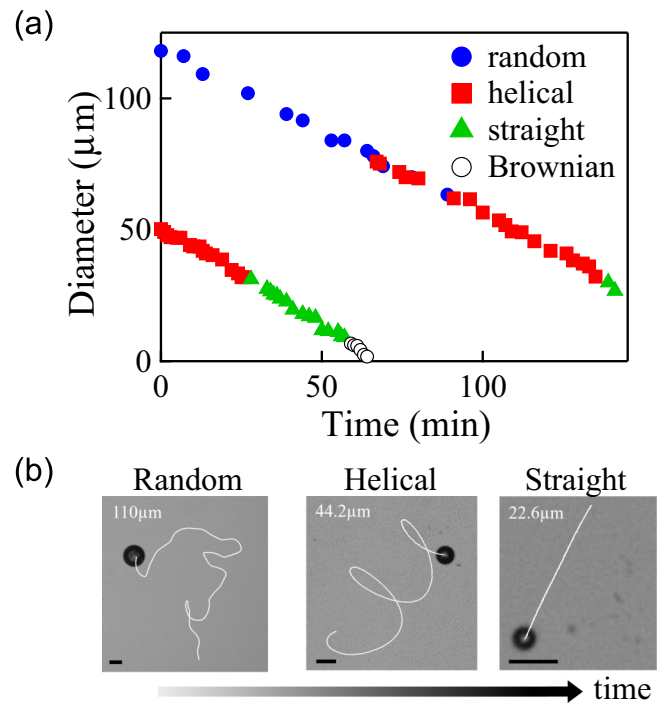 (a)
random
helical
straight
Brownian
Diameter (μm)
100
50
0
0 50 100
Time (min)
(b)
Random Helical Straight
110μm 44.2μm 22.6μm
time